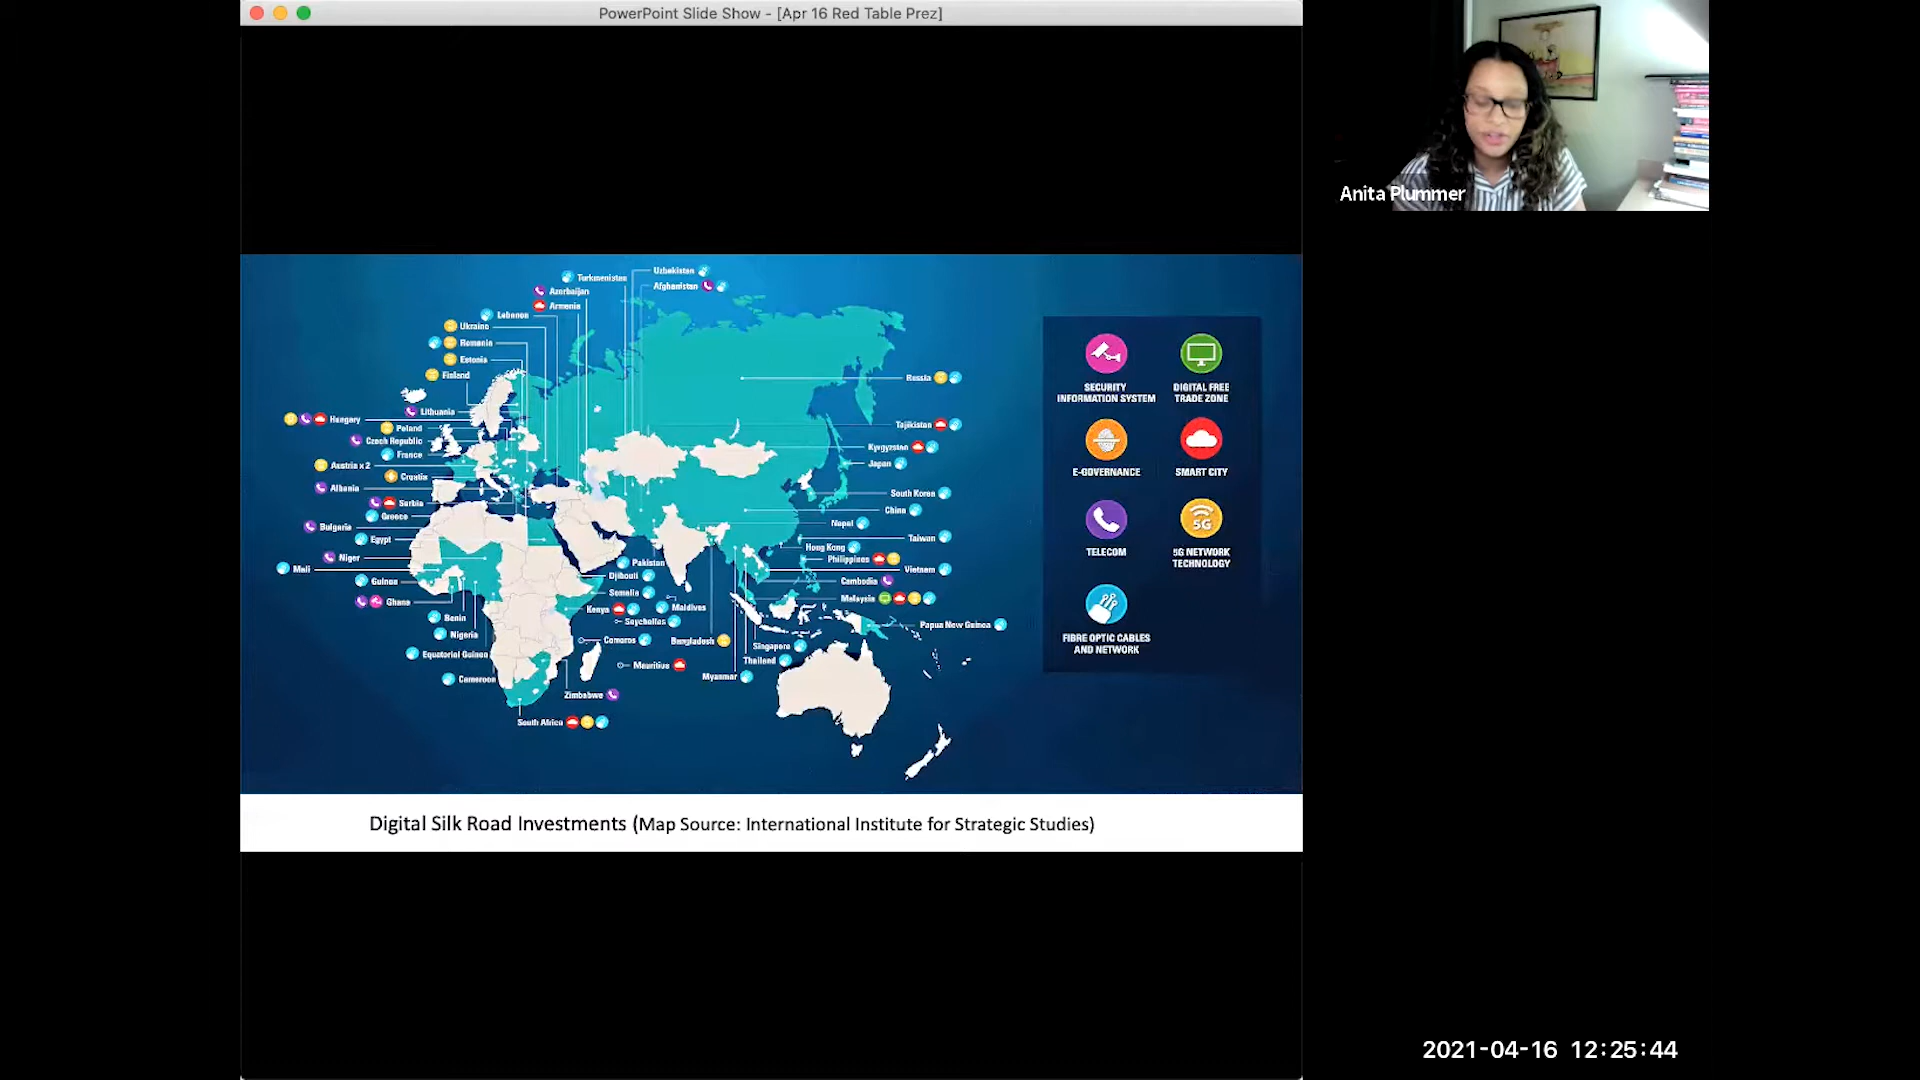 PowerPoint Slide Show - [Apr 16 Red Table Prez]
Anita Plummer
Turkmenistan
Uzbekistan
Azerbaijan
Afghanistan
Armenia
Lebanon
Ukraine
Romania
Estonia
Finland
Lithuania
Hungary
Poland
Czech Republic
France
Austria x 2
Croatia
Albania
Serbia
Greece
Bulgaria
Egypt
Niger
Mali
Guinea
Ghana
Benin
Nigeria
Equatorial Guinea
Cameroon
South Africa
Zimbabwe
Mauritius
Comoros
Seychelles
Kenya
Maldives
Somalia
Djibouti
Pakistan
Bangladesh
Myanmar
Thailand
Singapore
Papua New Guinea
Malaysia
Cambodia
Vietnam
Philippines
Hong Kong
Taiwan
Nepal
China
South Korea
Japan
Kyrgyzstan
Tajikistan
Russia
SECURITY
INFORMATION SYSTEM
DIGITAL FREE
TRADE ZONE
E-GOVERNANCE
SMART CITY
TELECOM
5G
5G NETWORK
TECHNOLOGY
FIBRE OPTIC CABLES
AND NETWORK
Digital Silk Road Investments (Map Source: International Institute for Strategic Studies)
2021-04-16 12:25:44